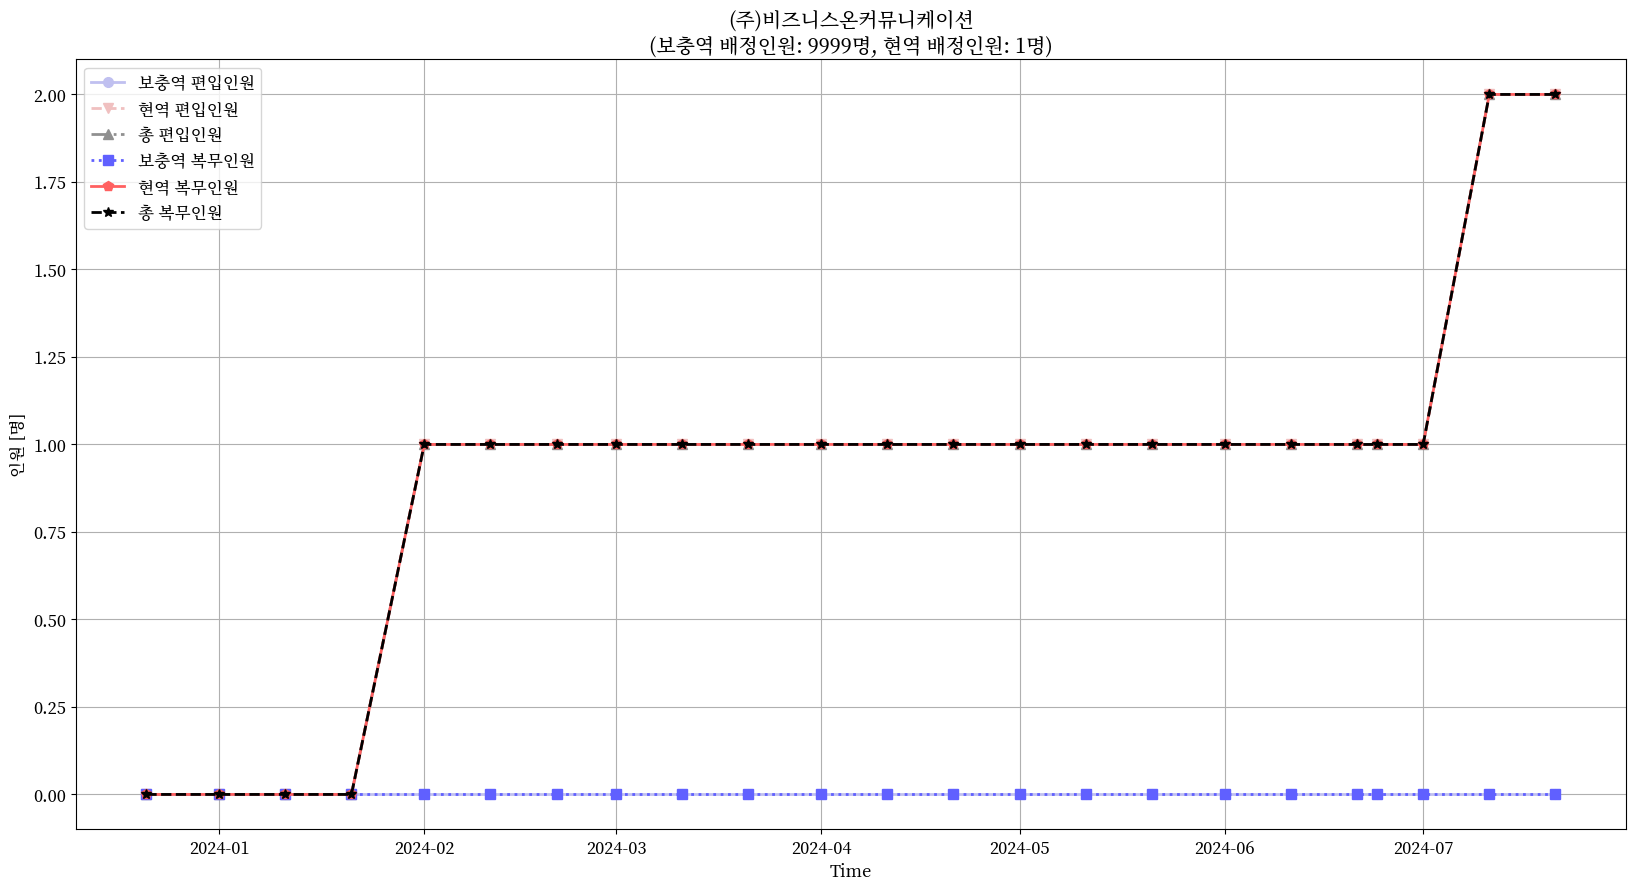 (주)비즈니스온커뮤니케이션
(보충역 배정인원: 9999명, 현역 배정인원: 1명)
보충역 편입인원
현역 편입인원
총 편입인원
보충역 복무인원
현역 복무인원
총 복무인원
2.00
1.75
1.50
1.25
1.00
0.75
0.50
0.25
0.00
인원 [명]
2024-01 2024-02 2024-03 2024-04 2024-05 2024-06 2024-07
Time